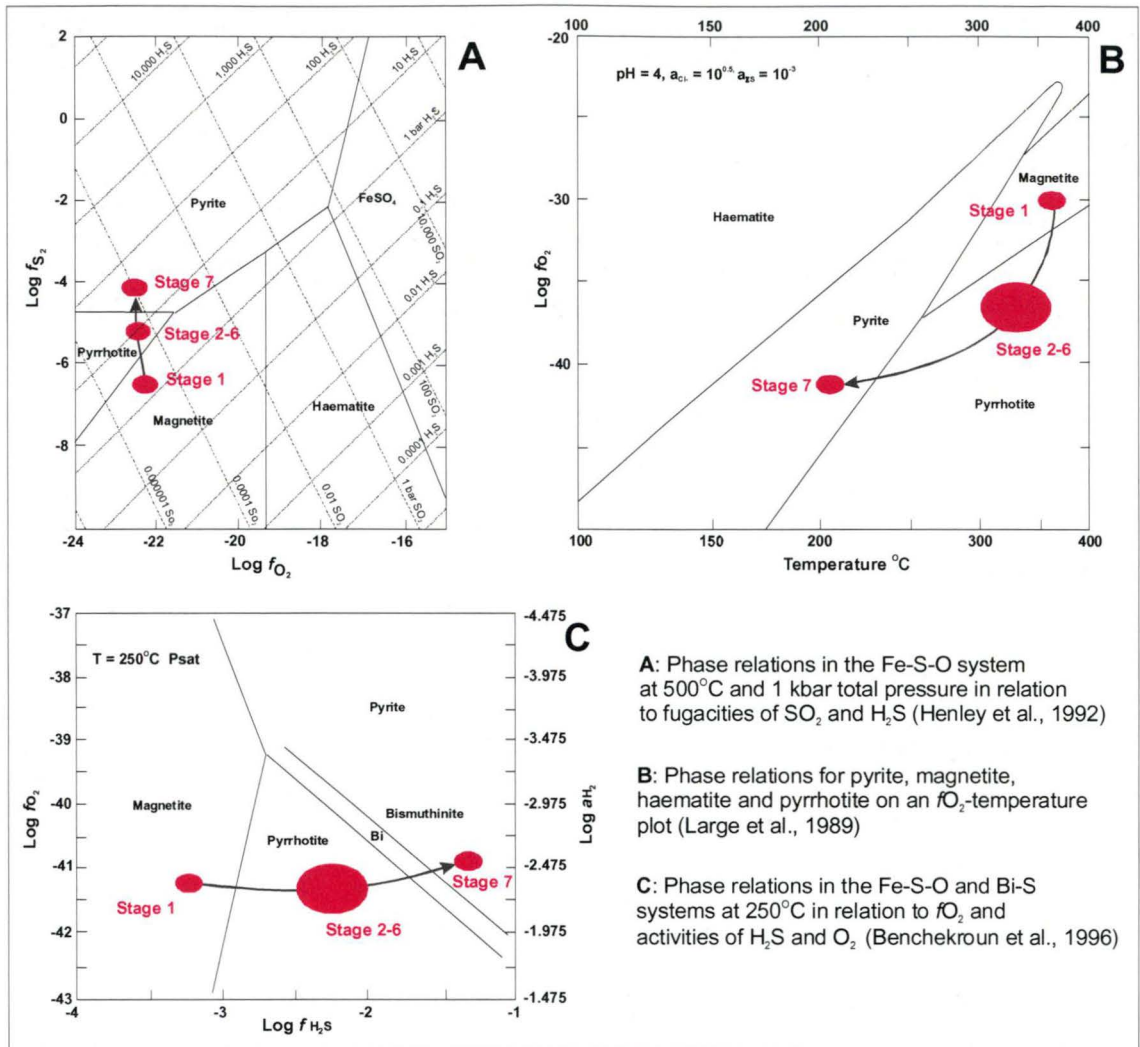 A
2
0
-2
-4
-6
-8
Log fS2
-24
-22
-20
-18
-16
Log fO2
10,000 H2S
1,000 H2S
100 H2S
10 H2S
1 bar H2S
0.1 H2S
0.01 H2S
0.001 H2S
0.0001 H2S
10,000 SO2
100 SO2
1 bar SO2
0.01 SO2
0.0001 SO2
0.000001 SO2
Pyrite
FeSO4
Pyrrhotite
Magnetite
Haematite
Stage 7
Stage 2-6
Stage 1
B
100
150
200
300
400
pH = 4, aCl- = 10^0.5, aΣS = 10^-3
-20
-30
-40
-50
Log fO2
Haematite
Magnetite
Stage 1
Pyrite
Stage 2-6
Stage 7
Pyrrhotite
100
150
200
300
400
Temperature °C
C
T = 250°C Psat
-37
-38
-39
-40
-41
-42
-43
Log fO2
-4.475
-3.975
-3.475
-2.975
-2.475
-1.975
-1.475
Log aH2
Pyrite
Magnetite
Bismuthinite
Pyrrhotite
Bi
Stage 7
Stage 1
Stage 2-6
-4
-3
-2
-1
Log f H2S
A: Phase relations in the Fe-S-O system
at 500°C and 1 kbar total pressure in relation
to fugacities of SO2 and H2S (Henley et al., 1992)
B: Phase relations for pyrite, magnetite,
haematite and pyrrhotite on an fO2-temperature
plot (Large et al., 1989)
C: Phase relations in the Fe-S-O and Bi-S
systems at 250°C in relation to fO2 and
activities of H2S and O2 (Benchekroun et al., 1996)